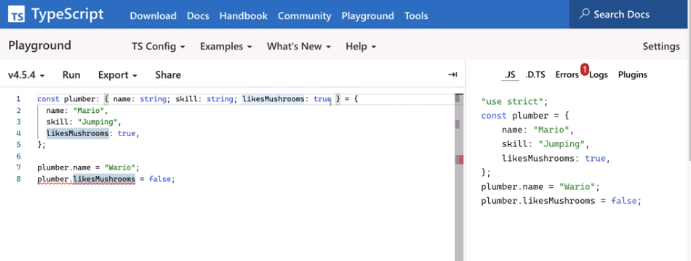 TS TypeScript Download Docs Handbook Community Playground Tools Search Docs
Playground TS Config Examples What's New Help Settings
v4.5.4 Run Export Share
.JS .D.TS Errors 1 Logs Plugins
1 const plumber: { name: string; skill: string; likesMushrooms: true } = {
2 name: "Mario",
3 skill: "Jumping",
4 likesMushrooms: true,
5 };
6
7 plumber.name = "Wario";
8 plumber.likesMushrooms = false;
"use strict";
const plumber = {
name: "Mario",
skill: "Jumping",
likesMushrooms: true,
};
plumber.name = "Wario";
plumber.likesMushrooms = false;